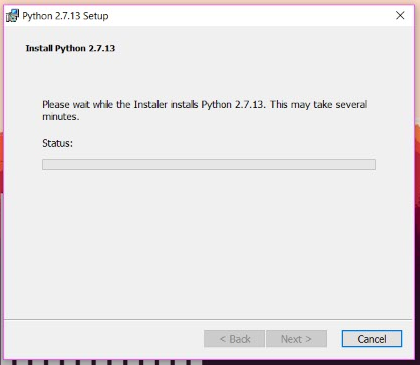 Python 2.7.13 Setup
Install Python 2.7.13
Please wait while the Installer installs Python 2.7.13. This may take several
minutes.
Status:
< Back Next > Cancel